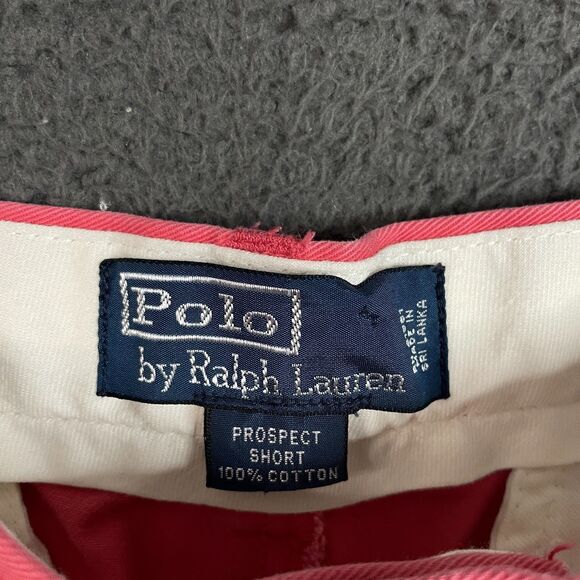 Polo
by Ralph Lauren
MADE IN
SRI LANKA
PROSPECT
SHORT
100% COTTON